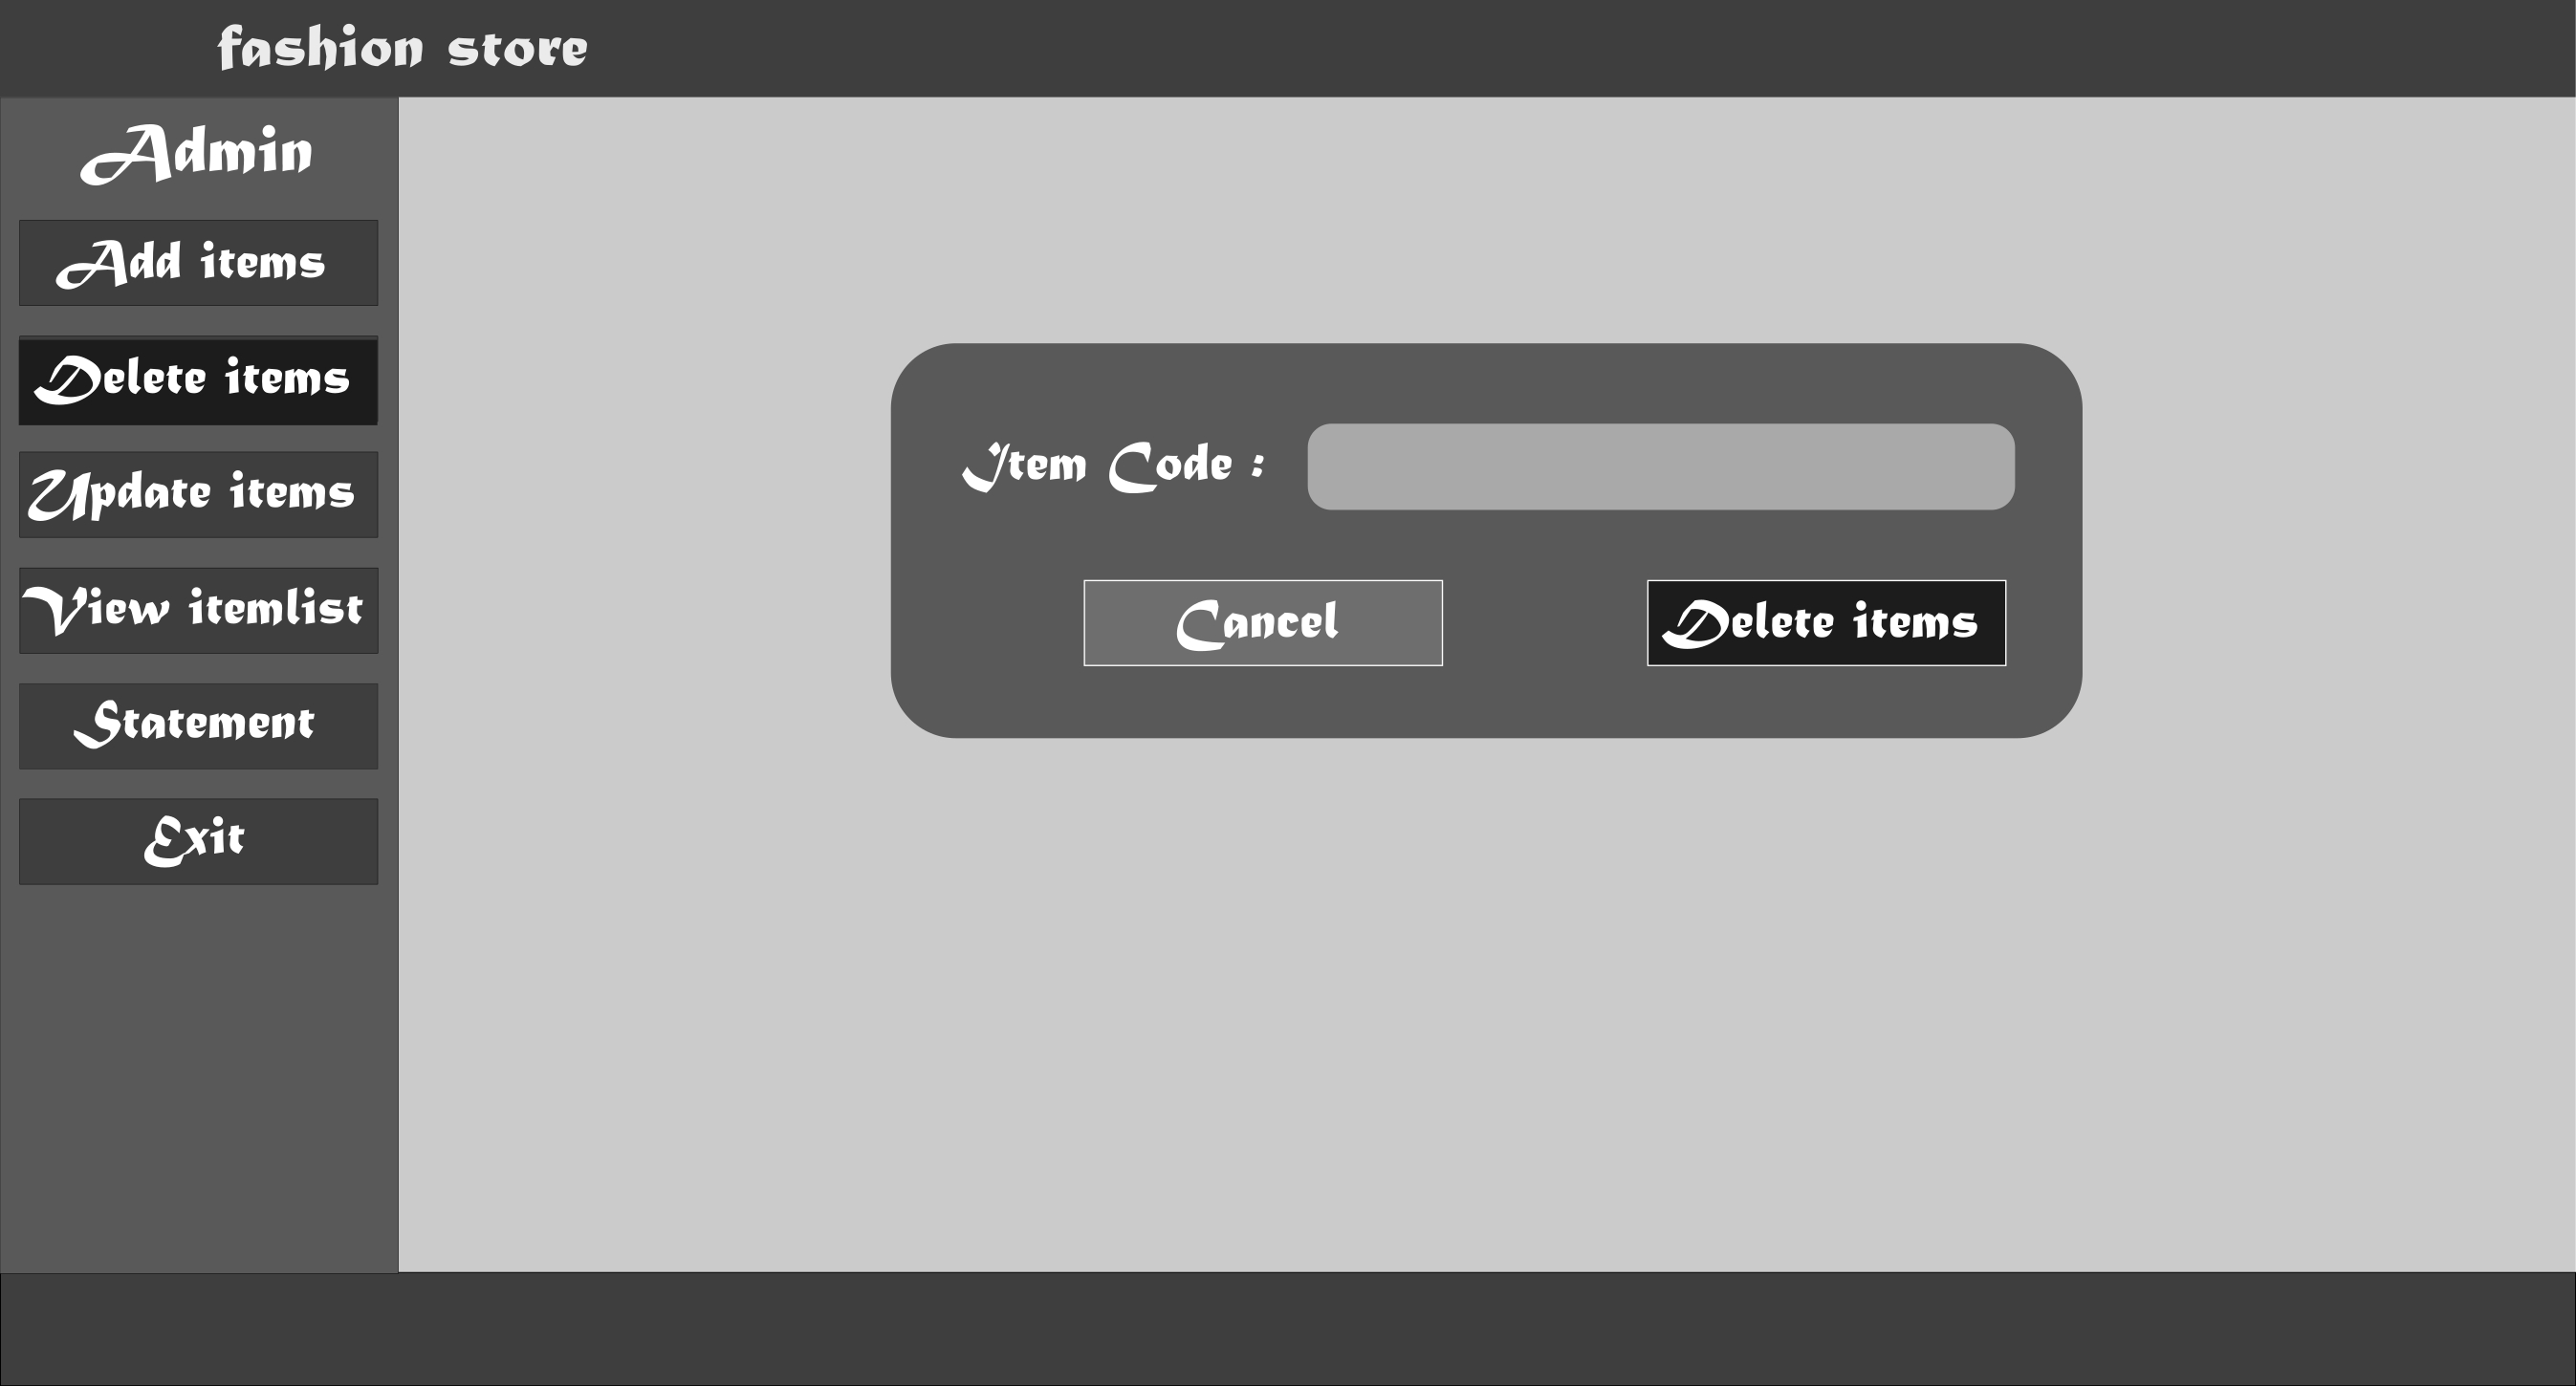 fashion store
Admin
Add items
Delete items
Update items
View itemlist
Statement
Exit
Item Code :
Cancel
Delete items